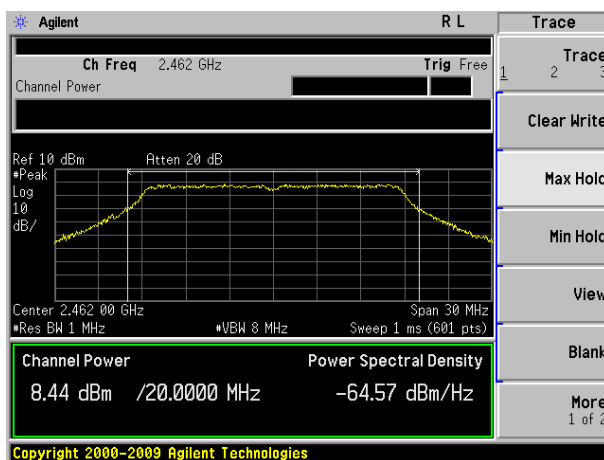 Agilent R L Trace
Ch Freq 2.462 GHz Trig Free
Channel Power
Trace
1 2 3
Clear Write
Max Hold
Min Hold
View
Blank
More
1 of 2
Ref 10 dBm Atten 20 dB
#Peak
Log
10
dB/
Center 2.462 00 GHz Span 30 MHz
#Res BW 1 MHz #VBW 8 MHz Sweep 1 ms (601 pts)
Channel Power Power Spectral Density
8.44 dBm /20.0000 MHz -64.57 dBm/Hz
Copyright 2000-2009 Agilent Technologies